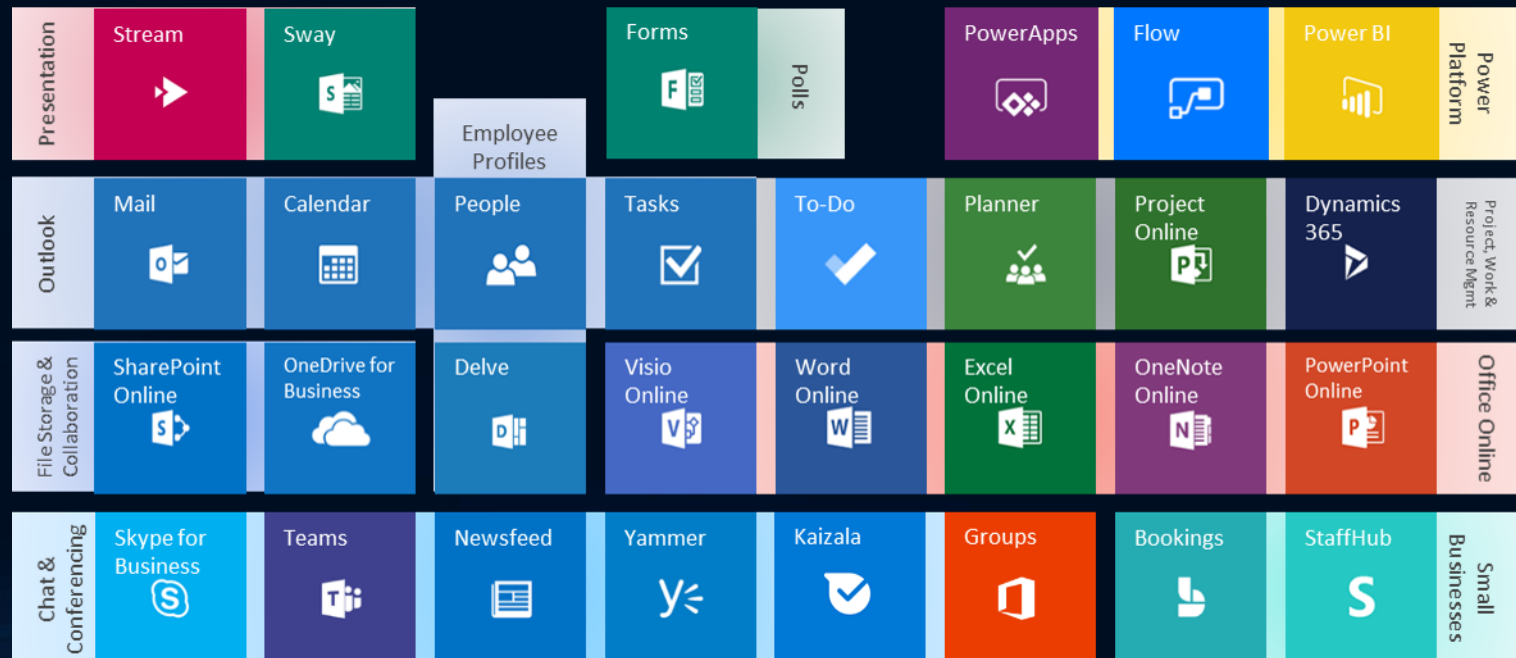 Presentation
Stream
Sway
Forms
Polls
PowerApps
Flow
Power BI
Power
Platform
Employee
Profiles
Outlook
Mail
Calendar
People
Tasks
To-Do
Planner
Project
Online
Dynamics
365
Project, Work &
Resource Mgmt
File Storage &
Collaboration
SharePoint
Online
OneDrive for
Business
Delve
Visio
Online
Word
Online
Excel
Online
OneNote
Online
PowerPoint
Online
Office Online
Chat &
Conferencing
Skype for
Business
Teams
Newsfeed
Yammer
Kaizala
Groups
Bookings
StaffHub
Small
Businesses